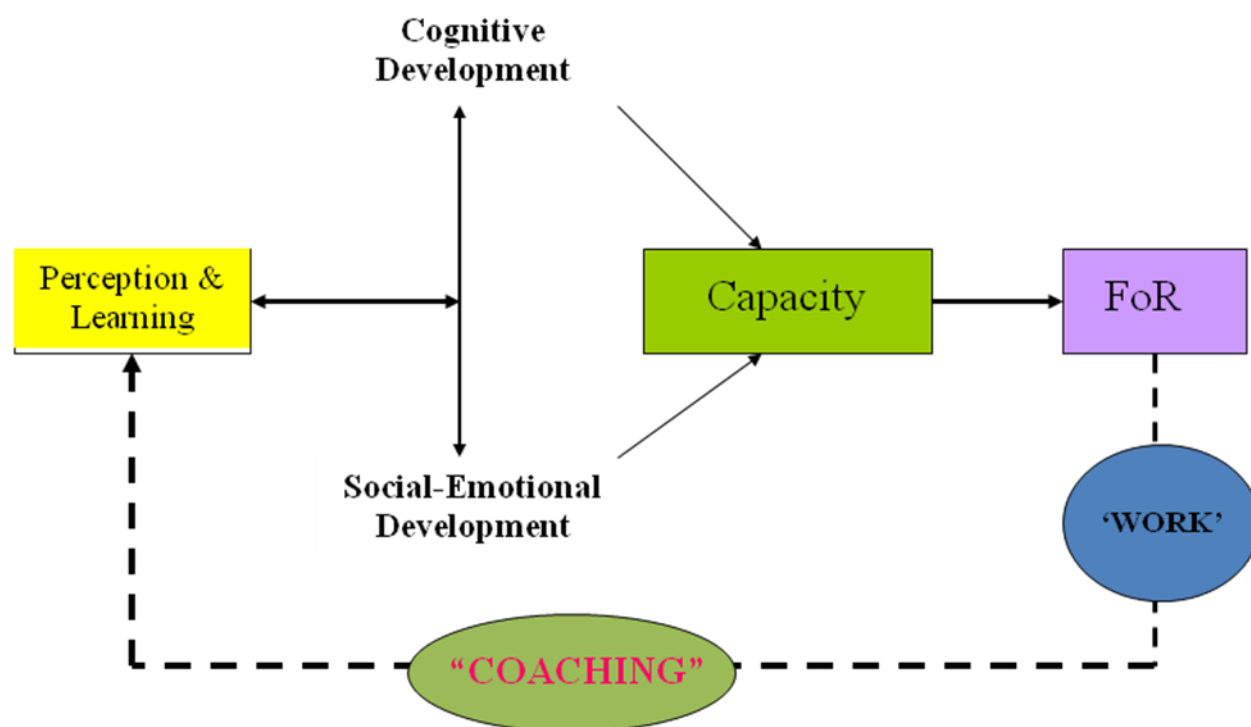 Cognitive
Development
Perception &
Learning
Capacity
FoR
Social-Emotional
Development
‘WORK’
“COACHING”